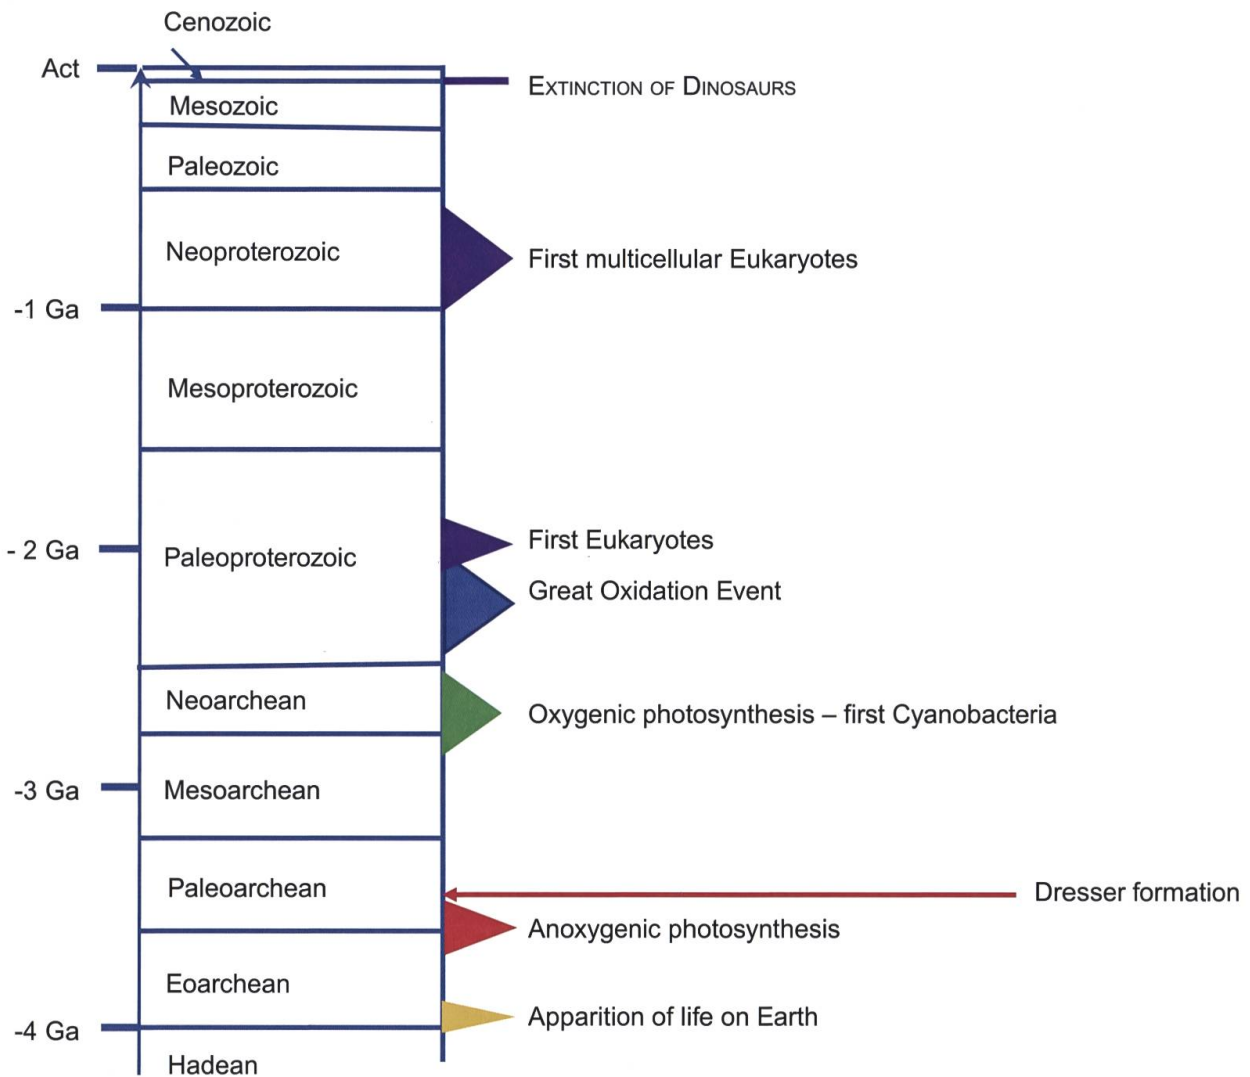 Cenozoic
Act
EXTINCTION OF DINOSAURS
Mesozoic
Paleozoic
Neoproterozoic
First multicellular Eukaryotes
-1 Ga
Mesoproterozoic
First Eukaryotes
- 2 Ga
Paleoproterozoic
Great Oxidation Event
Neoarchean
Oxygenic photosynthesis – first Cyanobacteria
-3 Ga
Mesoarchean
Paleoarchean
Dresser formation
Anoxygenic photosynthesis
Eoarchean
Apparition of life on Earth
-4 Ga
Hadean